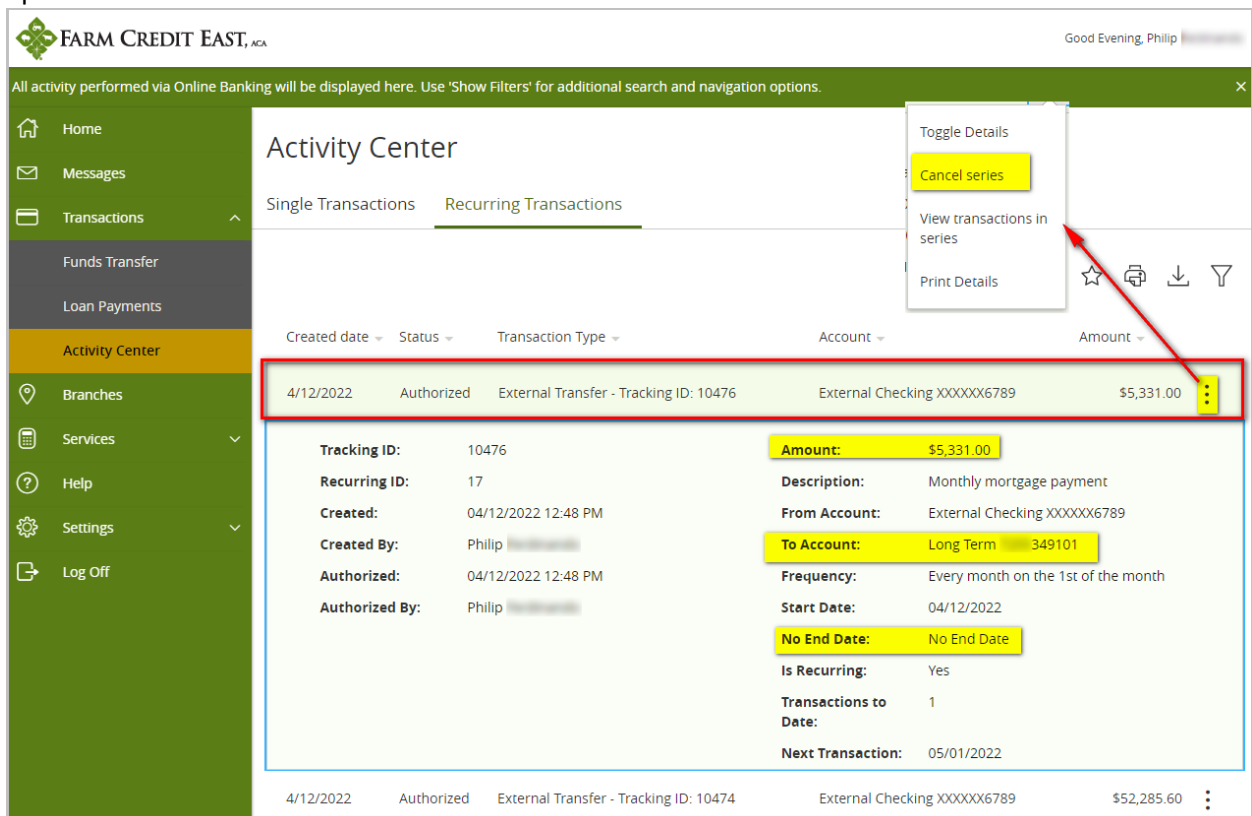 FARM CREDIT EAST, ACA
Good Evening, Philip
All activity performed via Online Banking will be displayed here. Use 'Show Filters' for additional search and navigation options.
Home
Messages
Transactions
Funds Transfer
Loan Payments
Activity Center
Branches
Services
Help
Settings
Log Off
Activity Center
Single Transactions Recurring Transactions
Toggle Details
Cancel series
View transactions in
series
Print Details
Created date Status Transaction Type Account Amount
4/12/2022 Authorized External Transfer - Tracking ID: 10476 External Checking XXXXXX6789 $5,331.00
Tracking ID: 10476
Recurring ID: 17
Created: 04/12/2022 12:48 PM
Created By: Philip
Authorized: 04/12/2022 12:48 PM
Authorized By: Philip
Amount: $5,331.00
Description: Monthly mortgage payment
From Account: External Checking XXXXXX6789
To Account: Long Term 349101
Frequency: Every month on the 1st of the month
Start Date: 04/12/2022
No End Date: No End Date
Is Recurring: Yes
Transactions to 1
Date:
Next Transaction: 05/01/2022
4/12/2022 Authorized External Transfer - Tracking ID: 10474 External Checking XXXXXX6789 $52,285.60